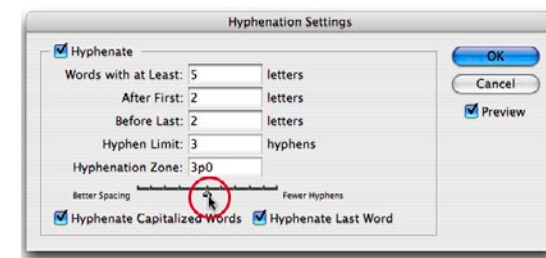 Hyphenation Settings
Hyphenate
Words with at Least: 5 letters
After First: 2 letters
Before Last: 2 letters
Hyphen Limit: 3 hyphens
Hyphenation Zone: 3p0
Better Spacing Fewer Hyphens
Hyphenate Capitalized Words Hyphenate Last Word
OK
Cancel
Preview